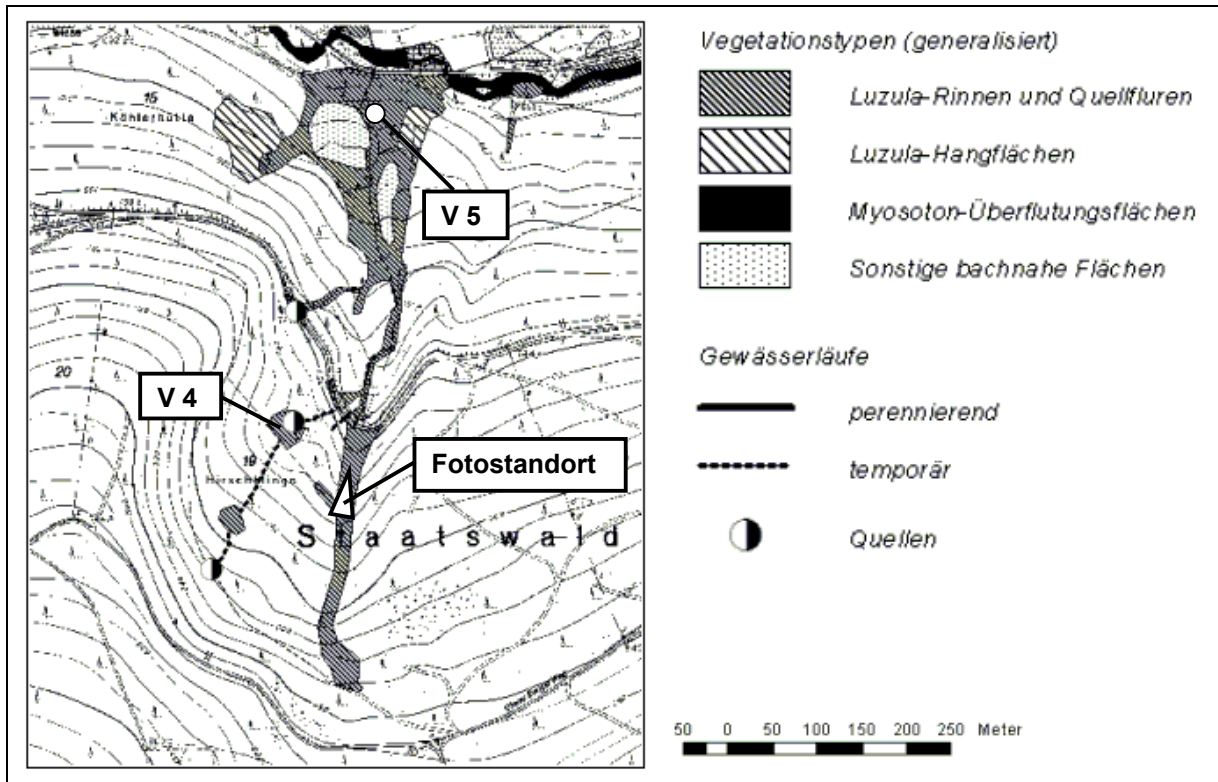 15
Köhlerhütte
V 5
20
V 4
19
Fotostandort
Hirschklinge
Staatswald
Vegetationstypen (generalisiert)
Luzula-Rinnen und Quellfluren
Luzula-Hangflächen
Myosoton-Überflutungsflächen
Sonstige bachnahe Flächen
Gewässerläufe
perennierend
temporär
Quellen
50 0 50 100 150 200 250 Meter